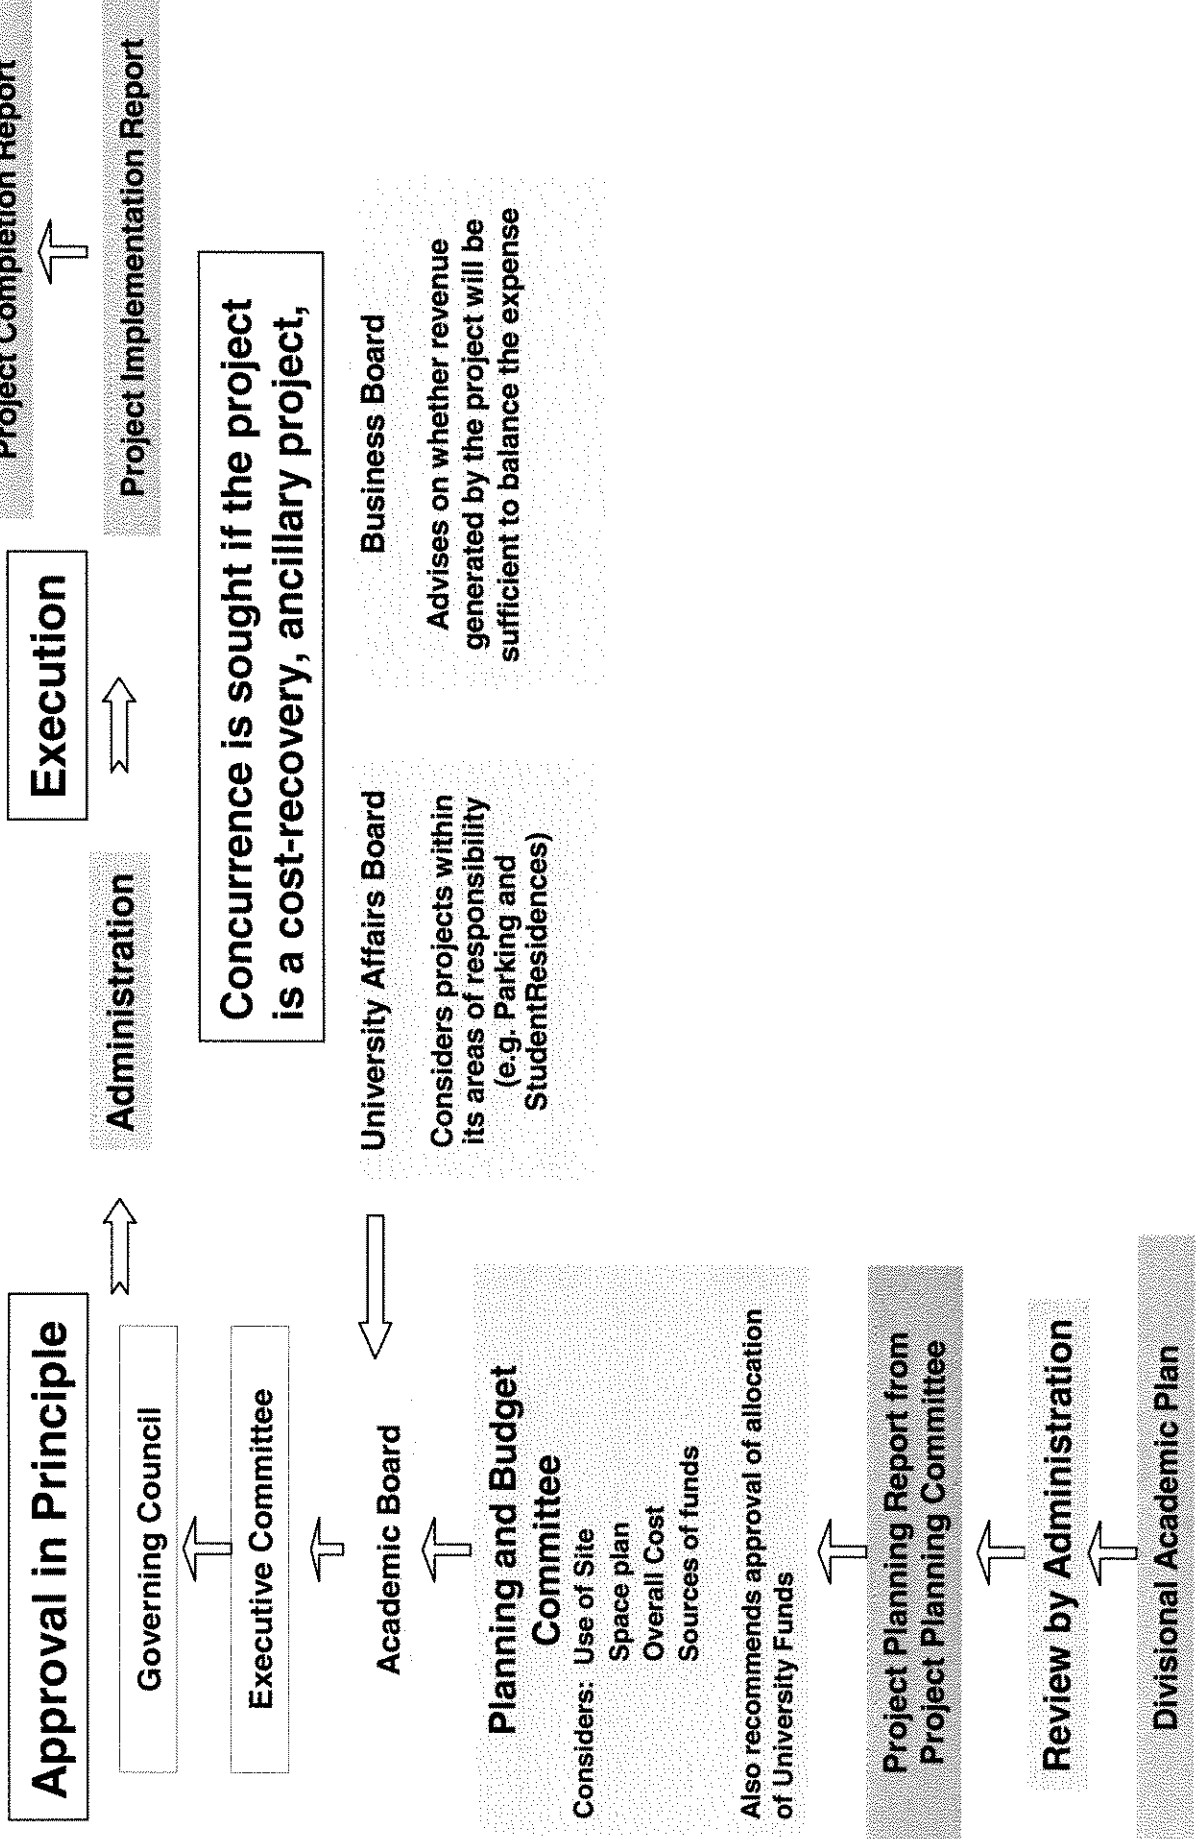 Approval in Principle
Execution
Project Completion Report
Governing Council
Administration
Project Implementation Report
Executive Committee
Concurrence is sought if the project
is a cost-recovery, ancillary project,
Academic Board
University Affairs Board
Considers projects within
its areas of responsibility
(e.g. Parking and
StudentResidences)
Business Board
Advises on whether revenue
generated by the project will be
sufficient to balance the expense
Planning and Budget
Committee
Considers: Use of Site
Space plan
Overall Cost
Sources of funds
Also recommends approval of allocation
of University Funds
Project Planning Report from
Project Planning Committee
Review by Administration
Divisional Academic Plan